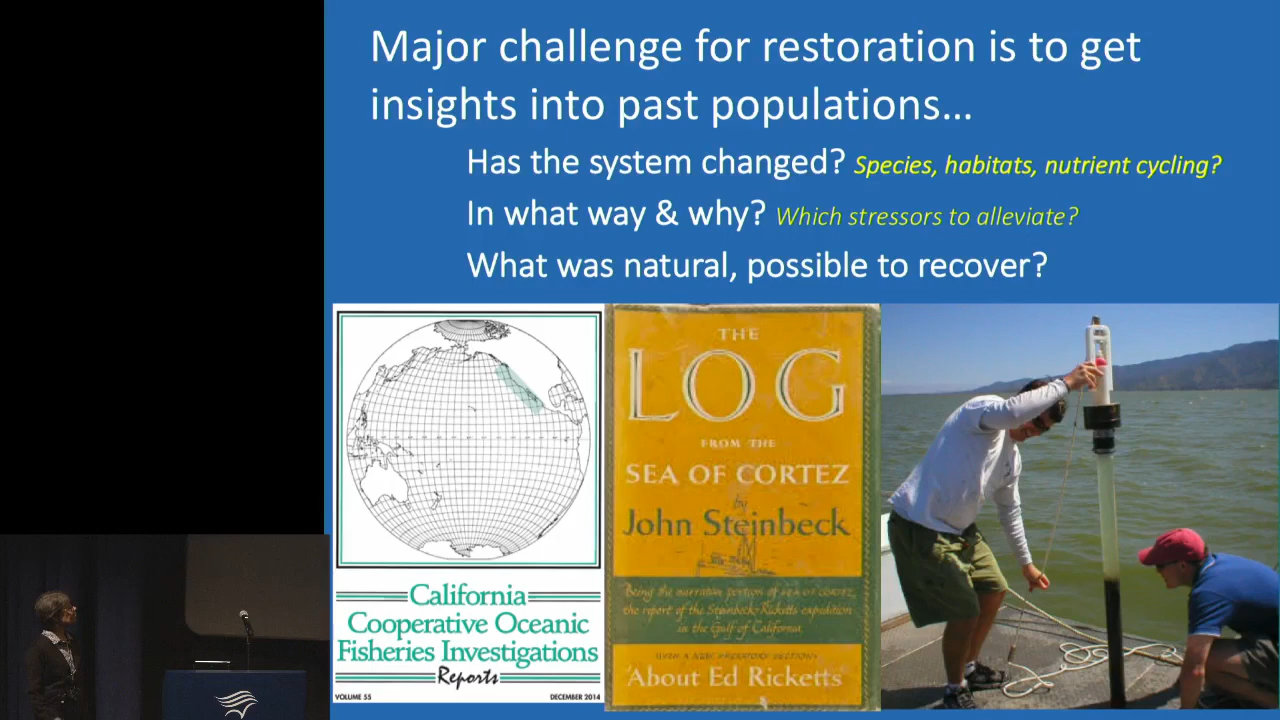 Major challenge for restoration is to get
insights into past populations...
Has the system changed? Species, habitats, nutrient cycling?
In what way & why? Which stressors to alleviate?
What was natural, possible to recover?
California
Cooperative Oceanic
Fisheries Investigations
Reports
VOLUME 55 DECEMBER 2014
THE
LOG
FROM THE
SEA OF CORTEZ
by
John Steinbeck
Being the narrative portion of SEA OF CORTEZ,
the report of the Steinbeck-Ricketts expedition
in the Gulf of California
'About Ed Ricketts'